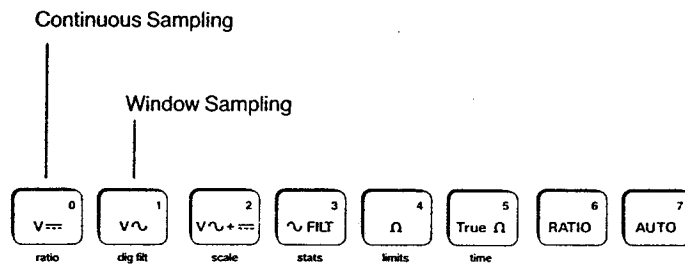 Continuous Sampling
Window Sampling
0 1 2 3 4 5 6 7
V⎓ V∿ V∿+⎓ ∿ FILT Ω True Ω RATIO AUTO
ratio dig filt scale stats limits time